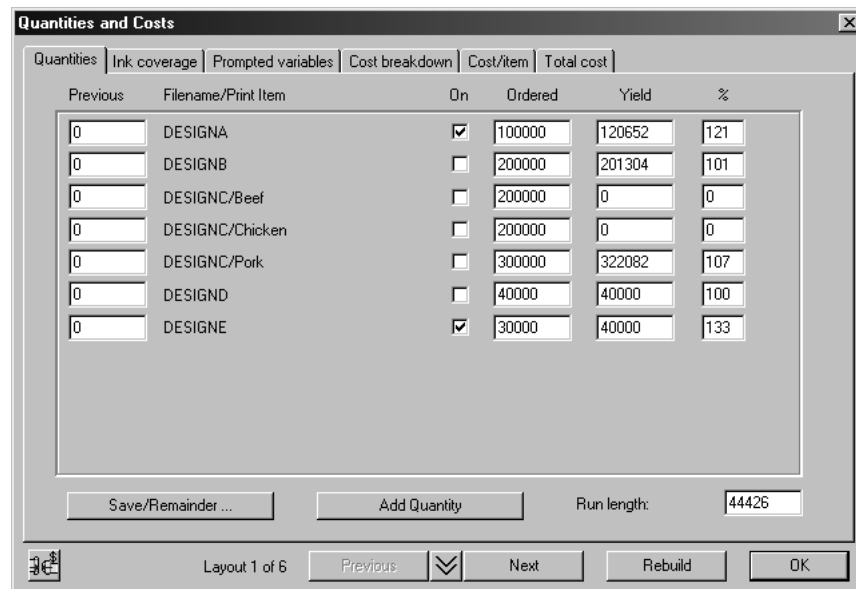 Quantities and Costs
Quantities Ink coverage Prompted variables Cost breakdown Cost/item Total cost
Previous Filename/Print Item On Ordered Yield %
0 DESIGNA 100000 120652 121
0 DESIGNB 200000 201304 101
0 DESIGNC/Beef 200000 0 0
0 DESIGNC/Chicken 200000 0 0
0 DESIGNC/Pork 300000 322082 107
0 DESIGND 40000 40000 100
0 DESIGNE 30000 40000 133
Save/Remainder ... Add Quantity Run length: 44426
Layout 1 of 6 Previous Next Rebuild OK